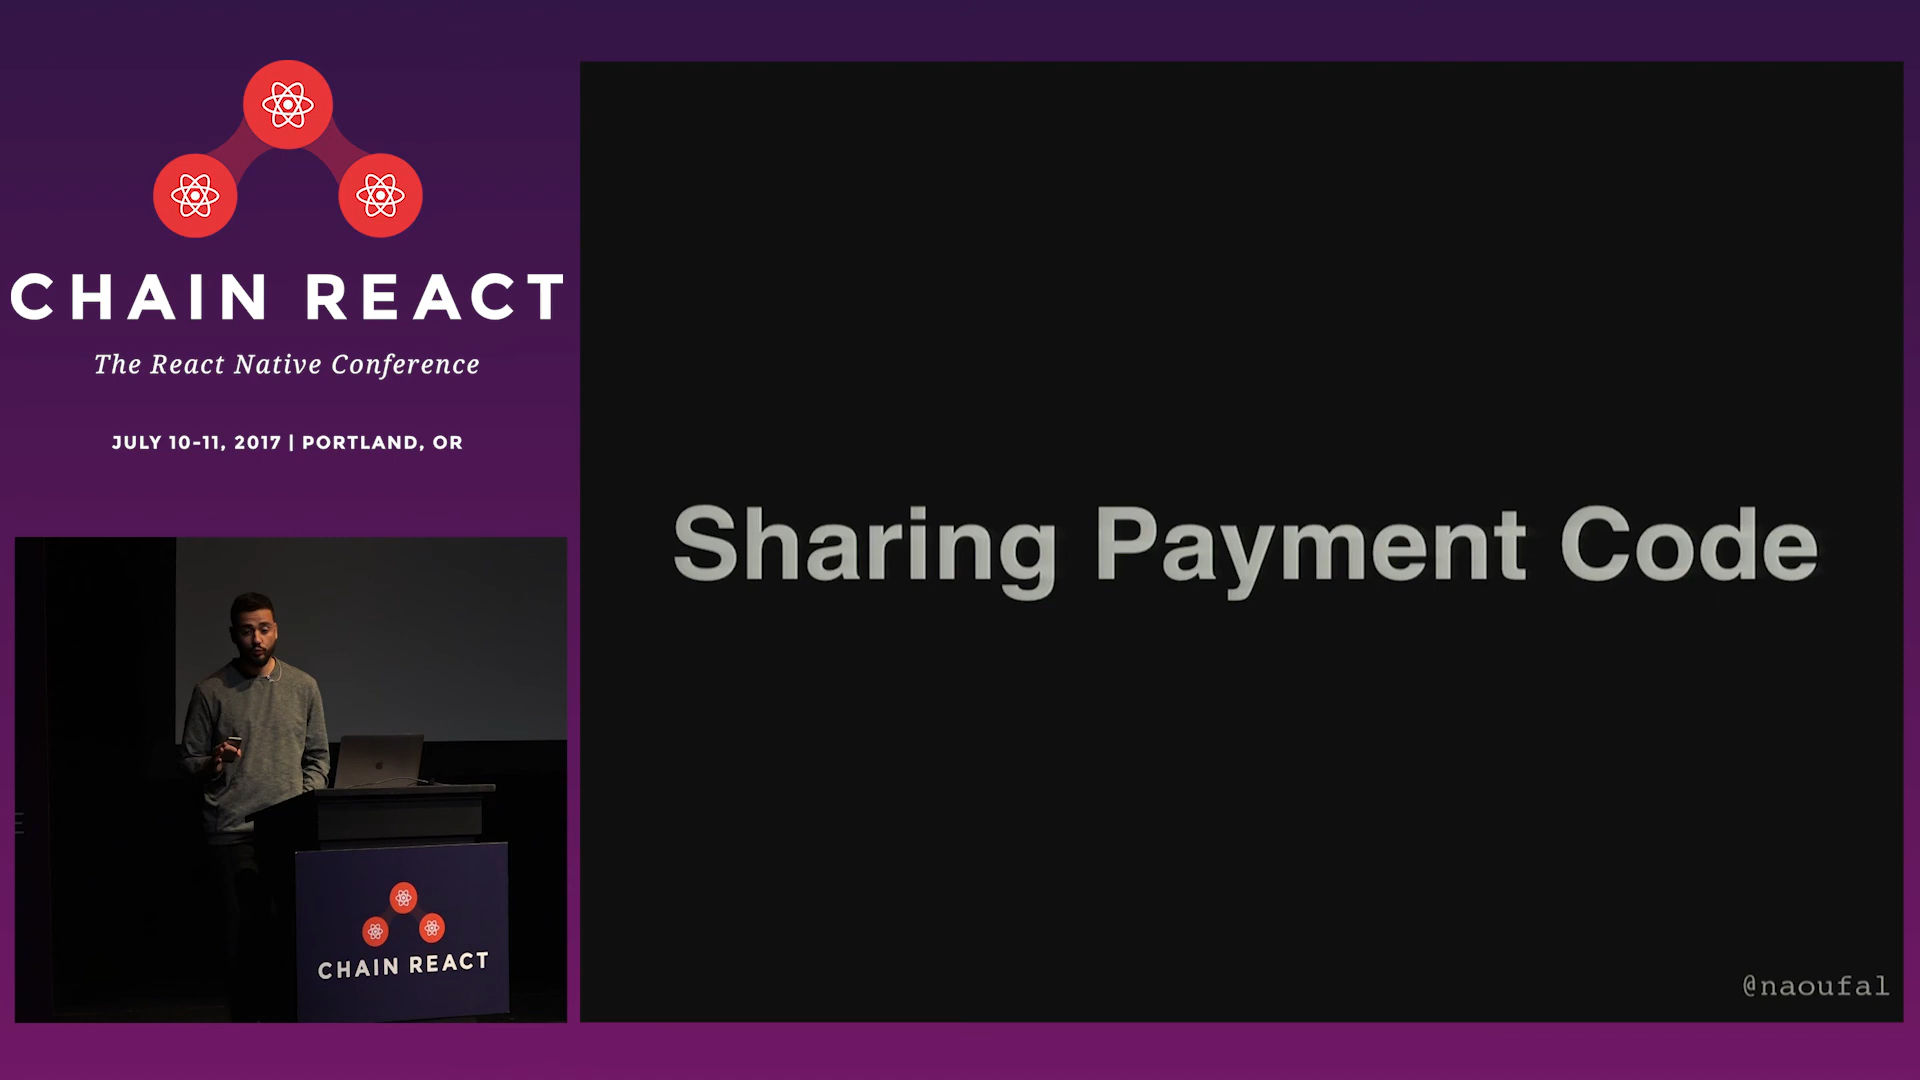 CHAIN REACT
The React Native Conference
JULY 10-11, 2017 | PORTLAND, OR
Sharing Payment Code
@naoufal
CHAIN REACT